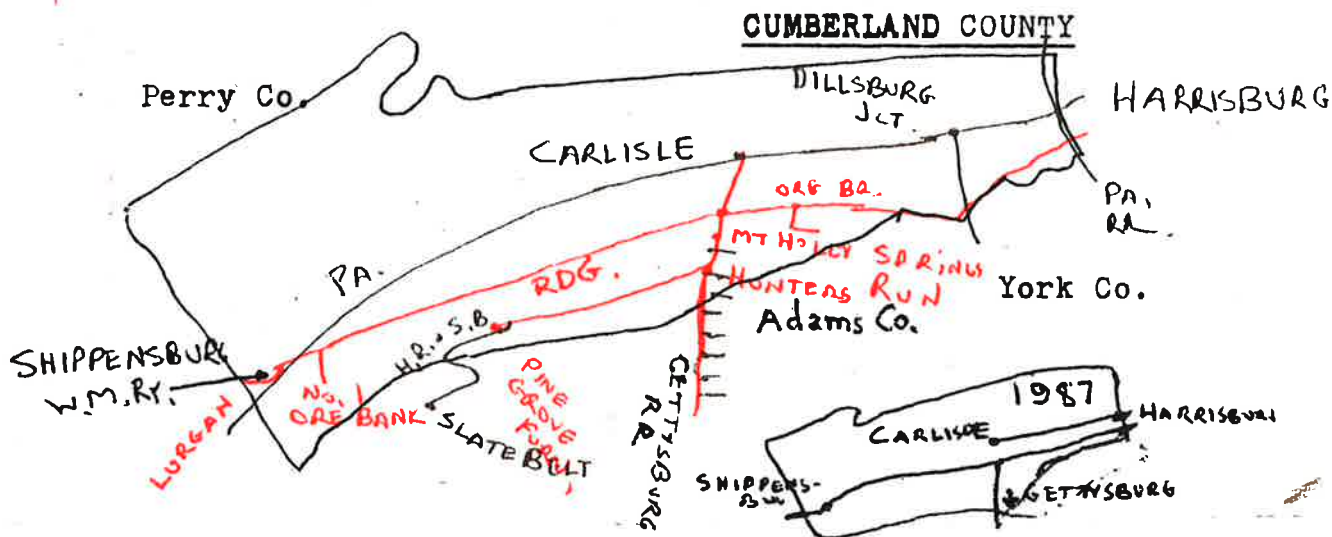 CUMBERLAND COUNTY
Perry Co.
DILLSBURG
JCT.
HARRISBURG
CARLISLE
ORE BR.
PA.
RR.
MT HOLLY SPRINGS
PA.
RDG.
HUNTERS RUN
York Co.
Adams Co.
H.R. & S.B.
SHIPPENSBURG
W.M.RY.
LURGAN
NO.
ORE BANK
SLATE BELT
PINE
GROVE
GETTYSBURG
RR
1987
CARLISLE
HARRISBURG
SHIPPENS-
GETTYSBURG